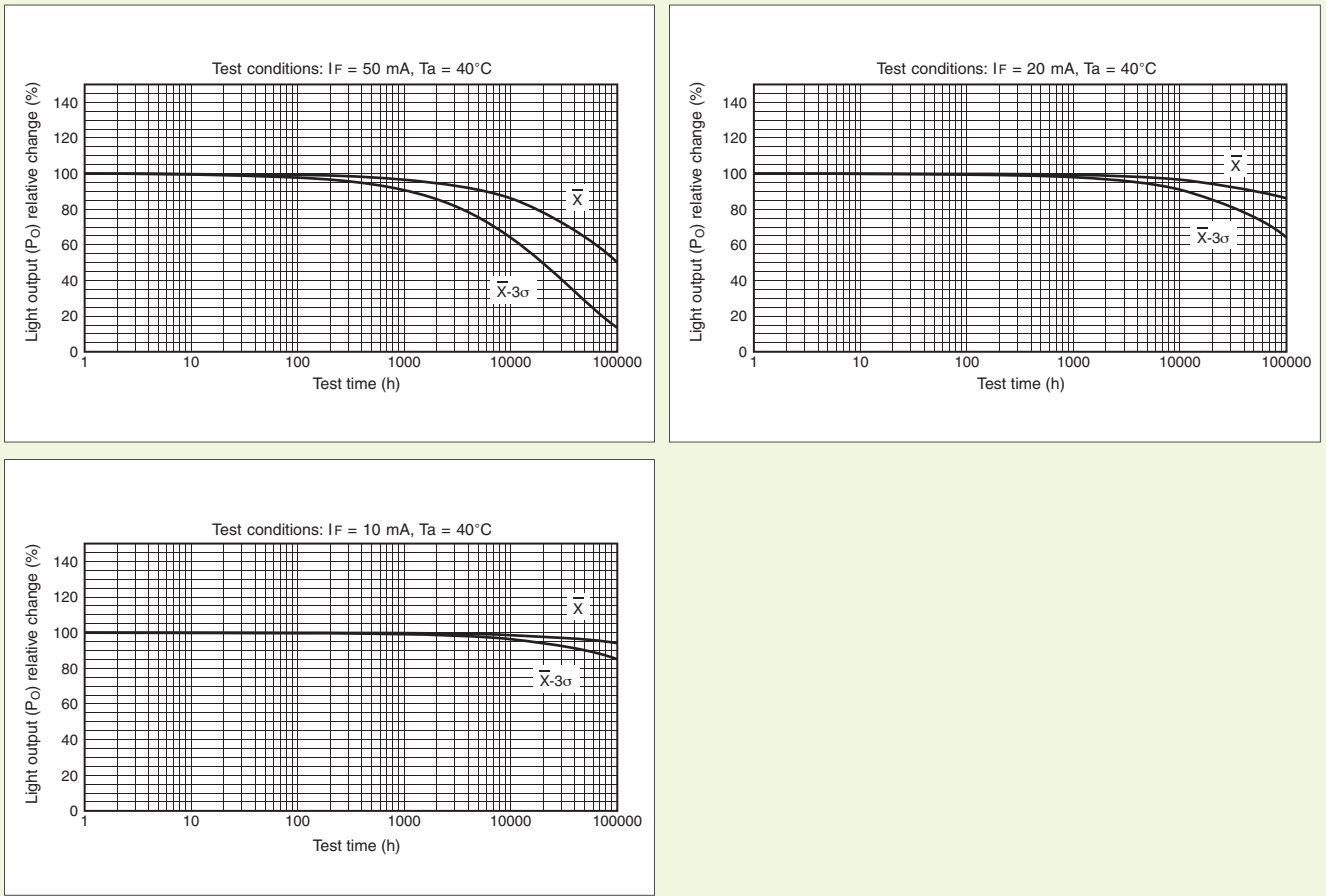 Test conditions: IF = 50 mA, Ta = 40°C
Light output (PO) relative change (%)
140
120
100
80
60
40
20
0
X̅
X̅-3σ
1 10 100 1000 10000 100000
Test time (h)
Test conditions: IF = 20 mA, Ta = 40°C
Light output (PO) relative change (%)
140
120
100
80
60
40
20
0
X̅
X̅-3σ
1 10 100 1000 10000 100000
Test time (h)
Test conditions: IF = 10 mA, Ta = 40°C
Light output (PO) relative change (%)
140
120
100
80
60
40
20
0
X̅
X̅-3σ
1 10 100 1000 10000 100000
Test time (h)